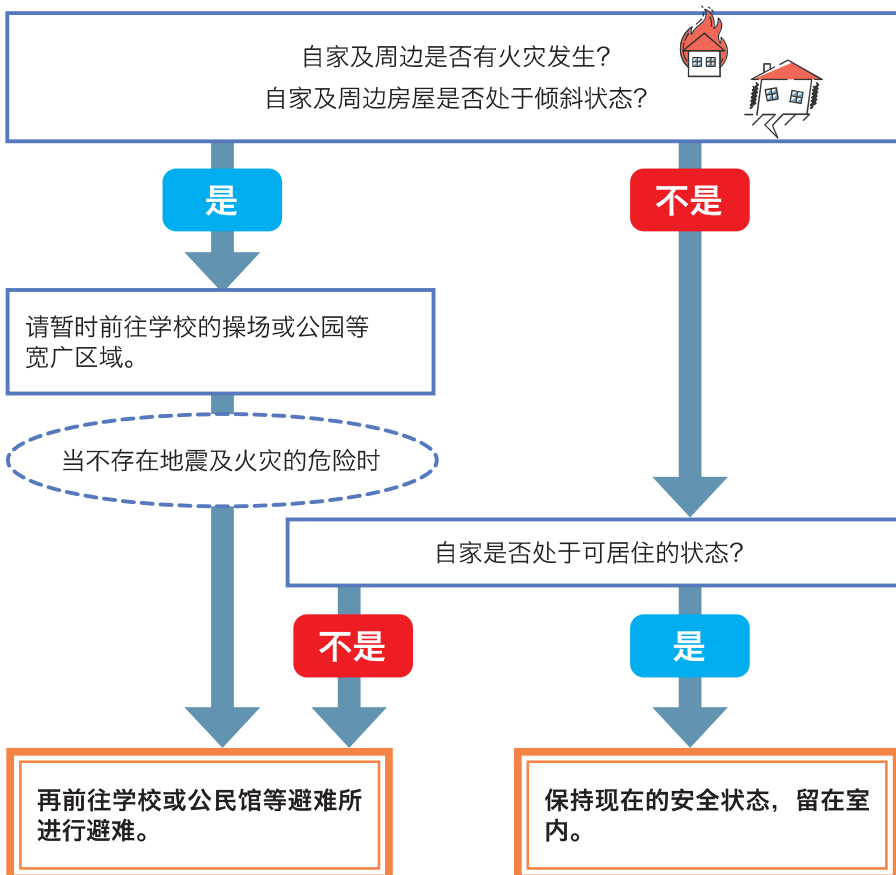 自家及周边是否有火灾发生？
自家及周边房屋是否处于倾斜状态？
是
不是
请暂时前往学校的操场或公园等
宽广区域。
当不存在地震及火灾的危险时
自家是否处于可居住的状态？
不是
是
再前往学校或公民馆等避难所
进行避难。
保持现在的安全状态，留在室
内。